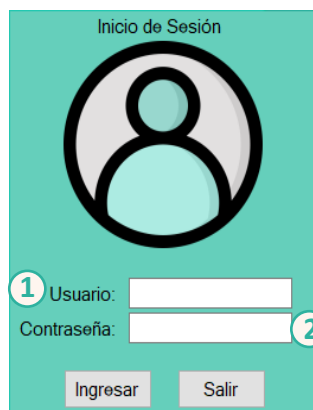 Inicio de Sesión
1 Usuario:
Contraseña: 2
Ingresar Salir